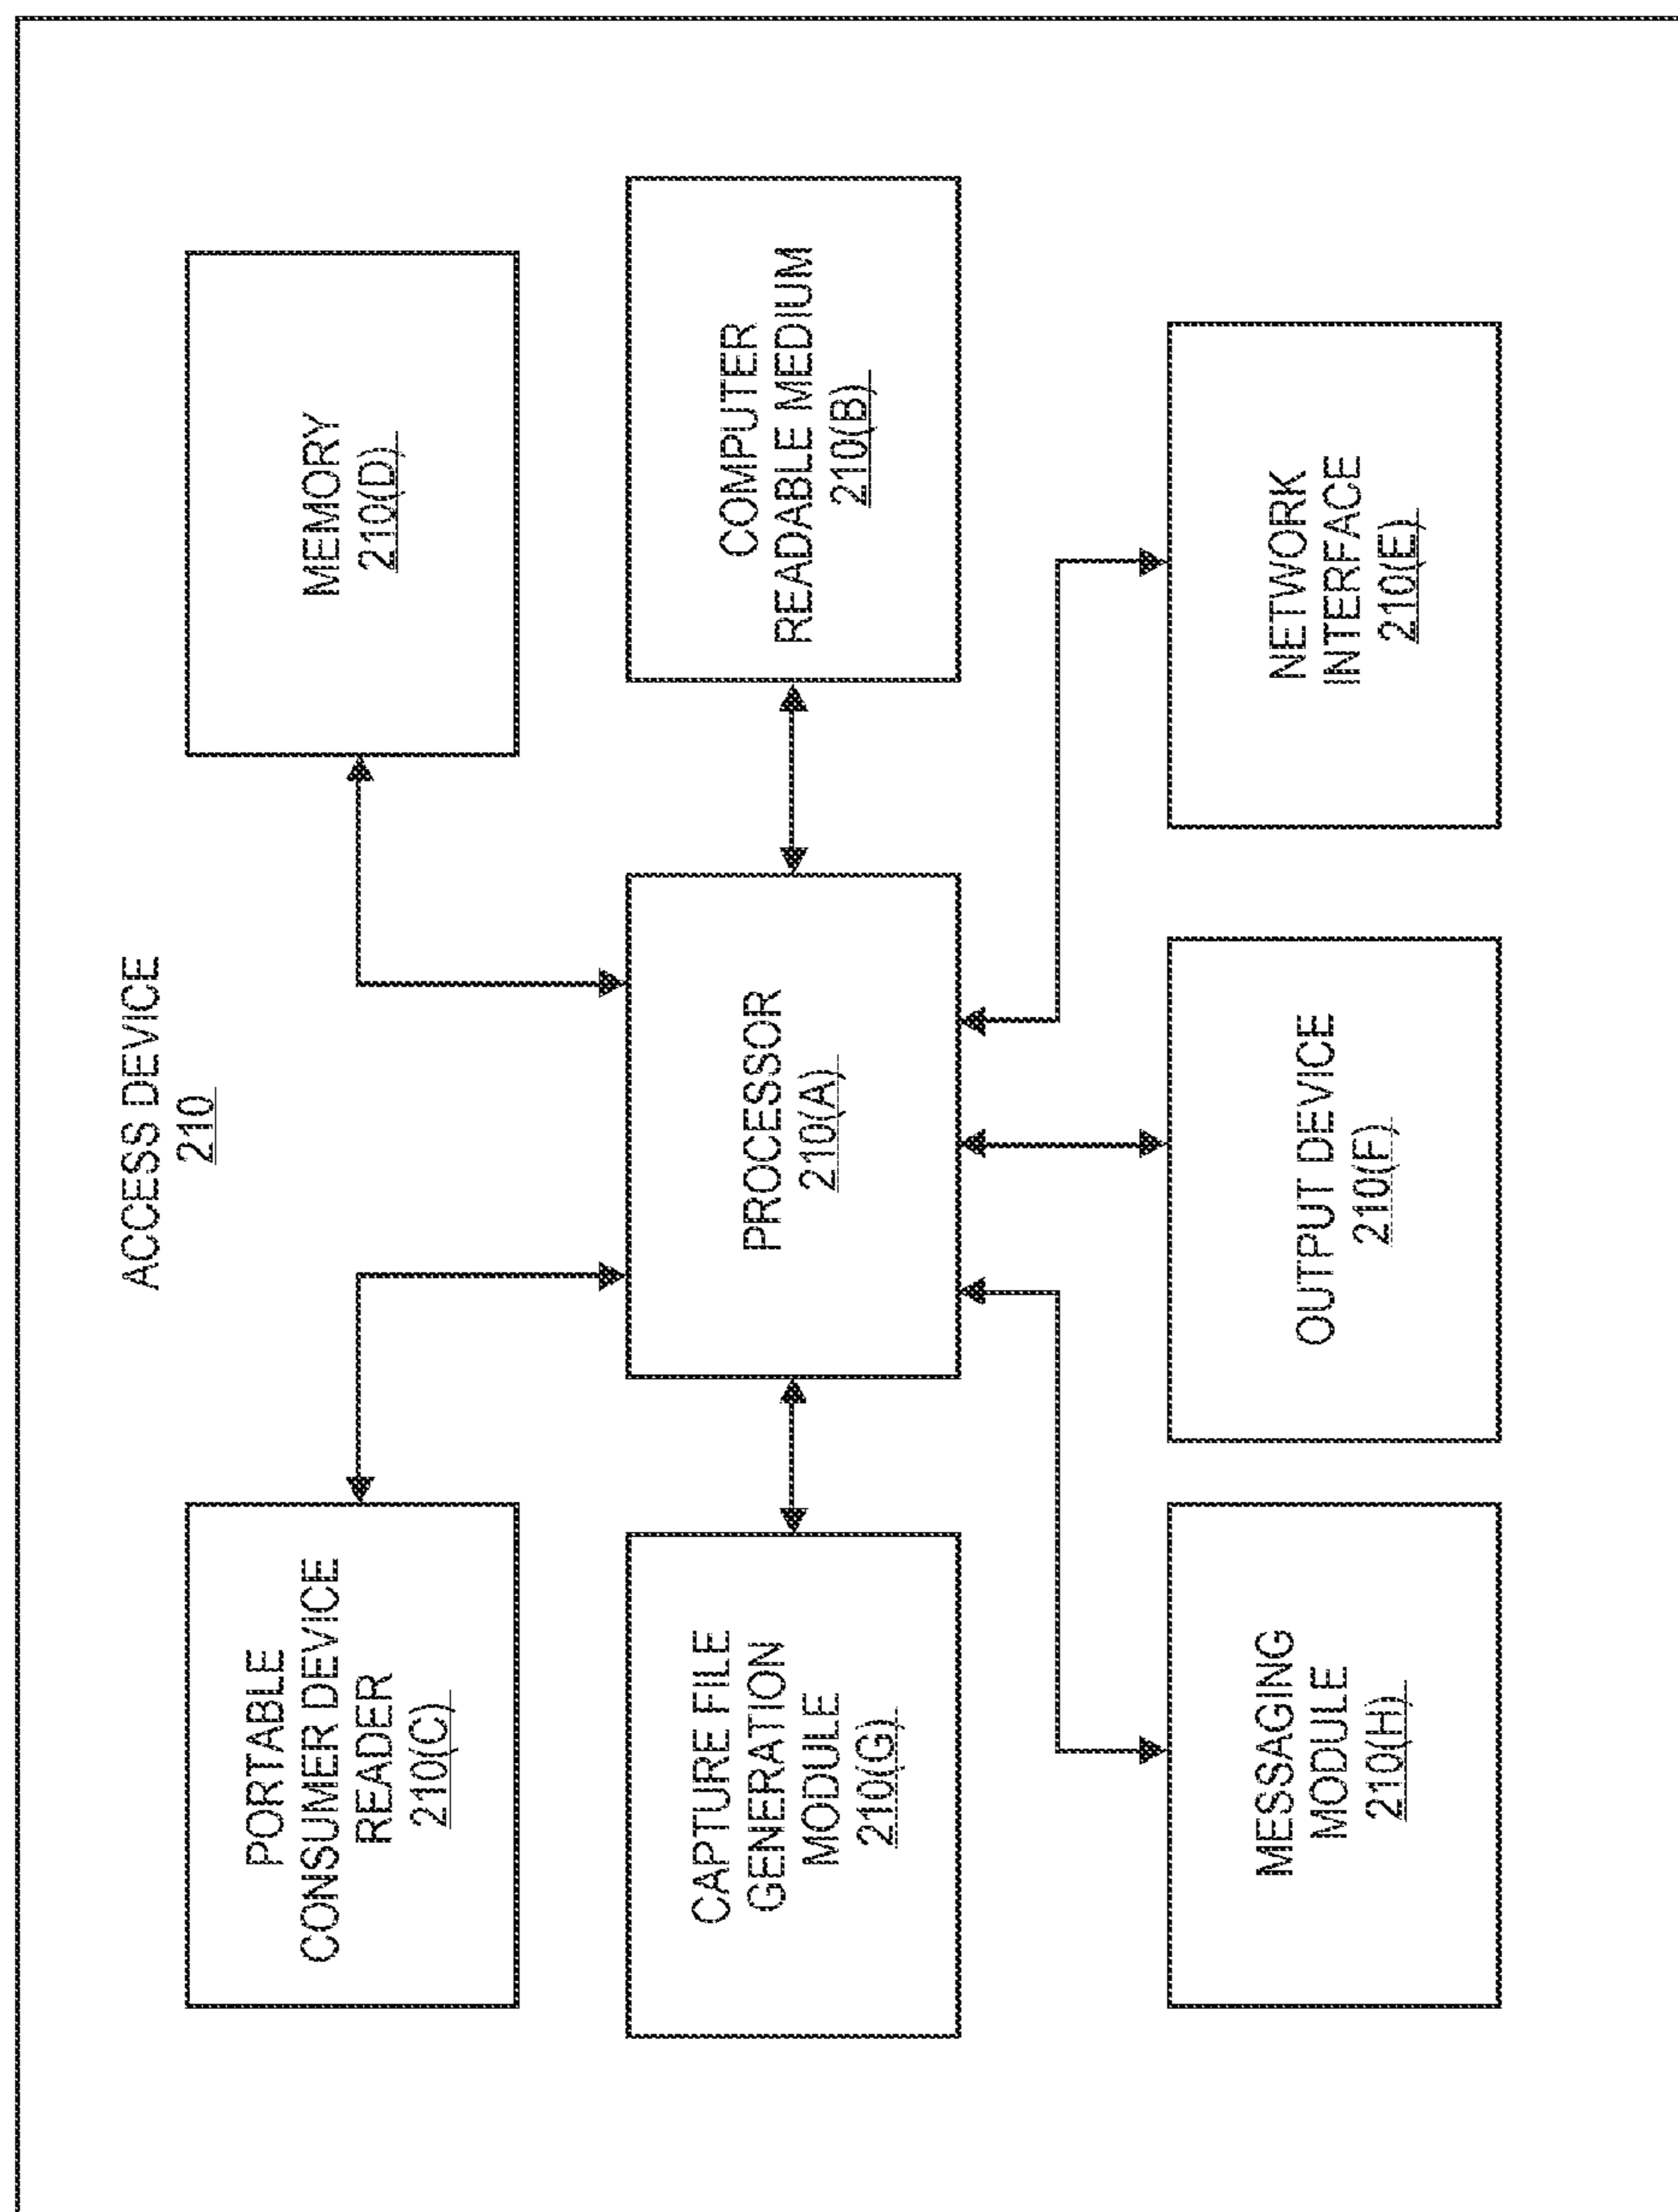 ACCESS DEVICE
210
PORTABLE
CONSUMER DEVICE
READER
210(C)
MEMORY
210(D)
CAPTURE FILE
GENERATION
MODULE
210(G)
PROCESSOR
210(A)
COMPUTER
READABLE MEDIUM
210(B)
MESSAGING
MODULE
210(H)
OUTPUT DEVICE
210(F)
NETWORK
INTERFACE
210(E)